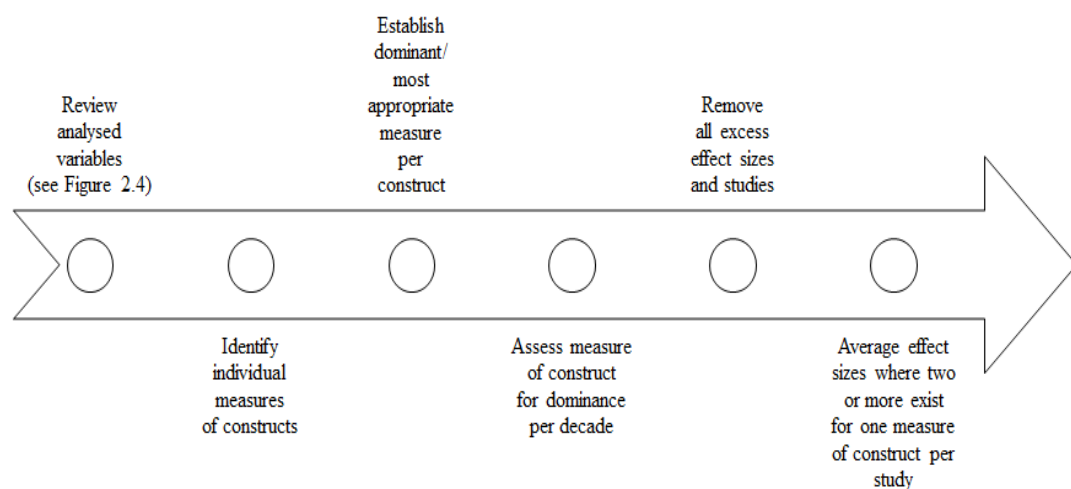 Review
analysed
variables
(see Figure 2.4)
Identify
individual
measures
of constructs
Establish
dominant/
most
appropriate
measure
per
construct
Assess measure
of construct
for dominance
per decade
Remove
all excess
effect sizes
and studies
Average effect
sizes where two
or more exist
for one measure
of construct per
study